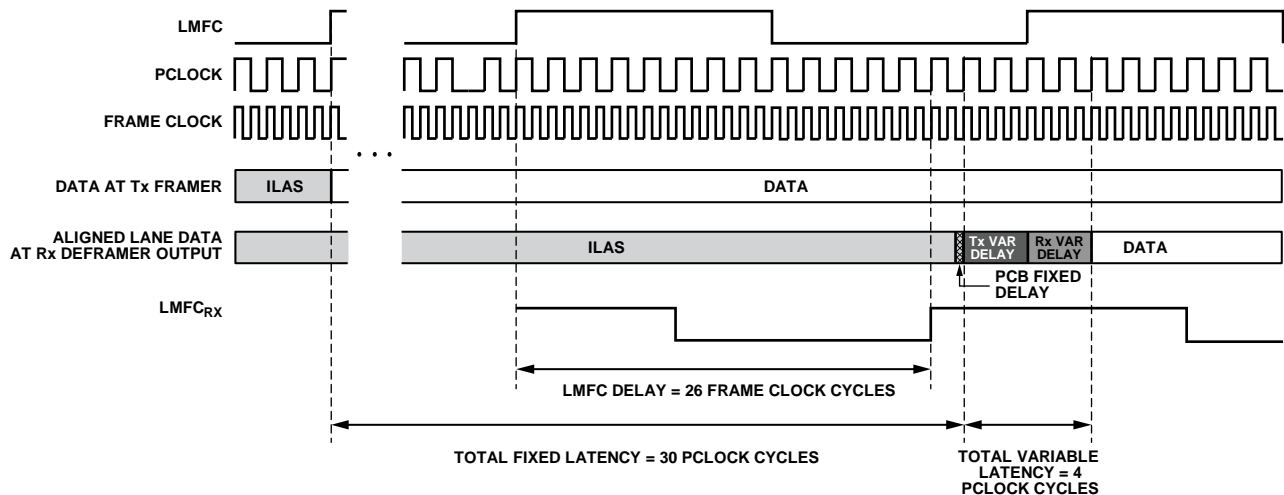 LMFC
PCLOCK
FRAME CLOCK
. . .
DATA AT Tx FRAMER
ILAS
DATA
ALIGNED LANE DATA
AT Rx DEFRAMER OUTPUT
ILAS
Tx VAR
DELAY
Rx VAR
DELAY
DATA
PCB FIXED
DELAY
LMFCRX
LMFC DELAY = 26 FRAME CLOCK CYCLES
TOTAL FIXED LATENCY = 30 PCLOCK CYCLES
TOTAL VARIABLE
LATENCY = 4
PCLOCK CYCLES